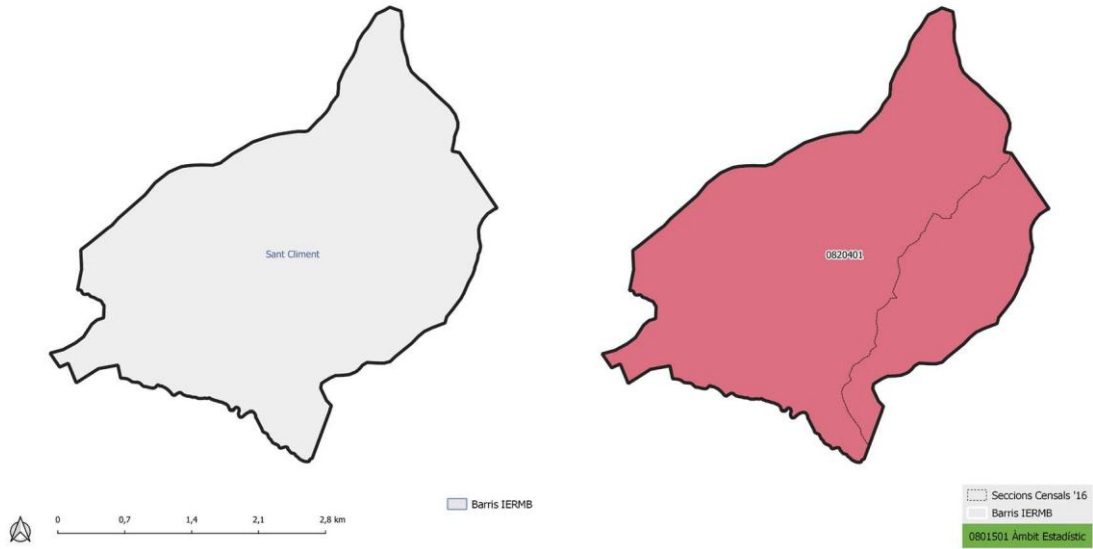 Sant Climent
0820401
Barris IERMB
0 0,7 1,4 2,1 2,8 km
Seccions Censals '16
Barris IERMB
0801501 Àmbit Estadístic